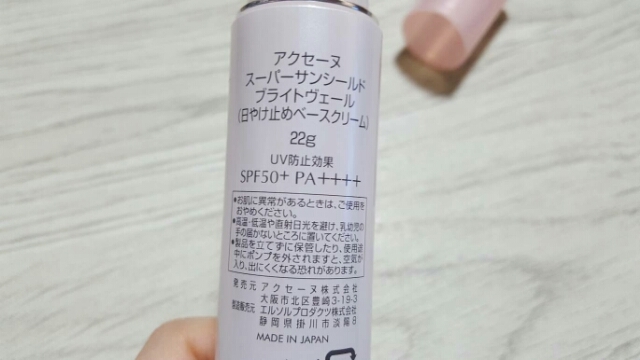 アクセーヌ
スーパーサンシールド
ブライトヴェール
(日やけ止めベースクリーム)
22g
UV防止効果
SPF50+ PA++++
●お肌に異常があるときは、ご使用を
おやめください。
●高温・低温や直射日光を避け、乳幼児の
手の届かないところに置いてください。
●製品を立てずに保管したり、使用途
中にポンプを外されますと、空気が
入り、出にくくなる恐れがあります。
発売元 アクセーヌ株式会社
大阪市北区豊崎3-19-3
製造販売元 エルソルプロダクツ株式会社
静岡県掛川市淡陽8
MADE IN JAPAN